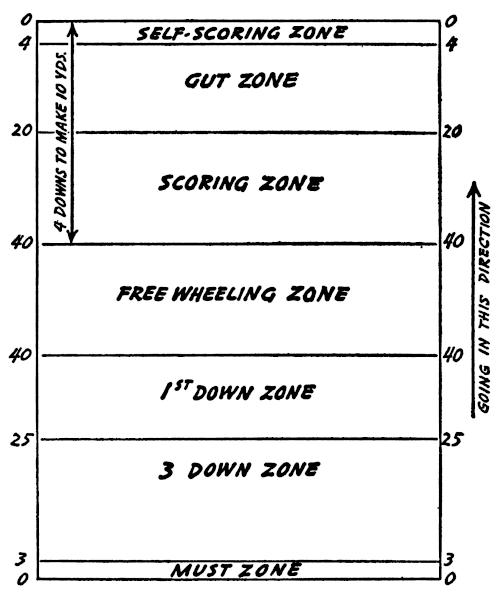 0 0
SELF-SCORING ZONE
4 4
GUT ZONE
4 DOWNS TO MAKE 10 YDS.
20 20
SCORING ZONE
40 40
FREE WHEELING ZONE
GOING IN THIS DIRECTION
40 40
1ST DOWN ZONE
25 25
3 DOWN ZONE
3 3
MUST ZONE
0 0